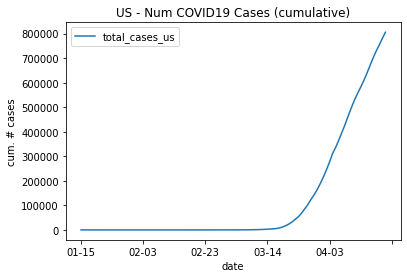 US - Num COVID19 Cases (cumulative)
total_cases_us
800000
700000
600000
500000
400000
300000
200000
100000
0
cum. # cases
01-15 02-03 02-23 03-14 04-03
date